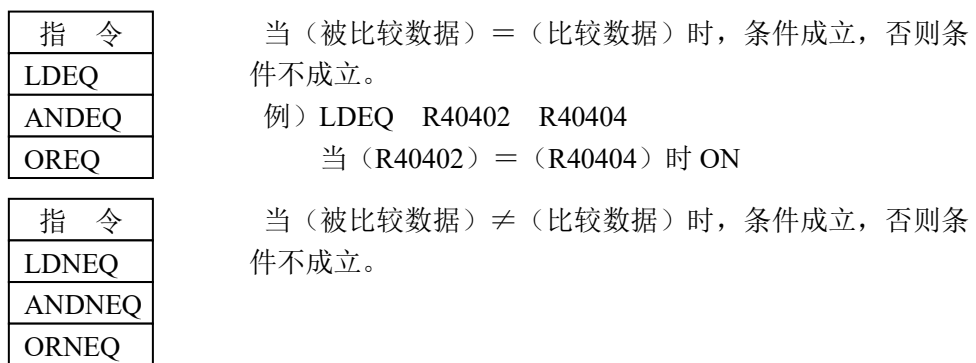 指 令
LDEQ
ANDEQ
OREQ
当（被比较数据）＝（比较数据）时，条件成立，否则条
件不成立。
例）LDEQ R40402 R40404
当（R40402）＝（R40404）时 ON
指 令
LDNEQ
ANDNEQ
ORNEQ
当（被比较数据）≠（比较数据）时，条件成立，否则条
件不成立。